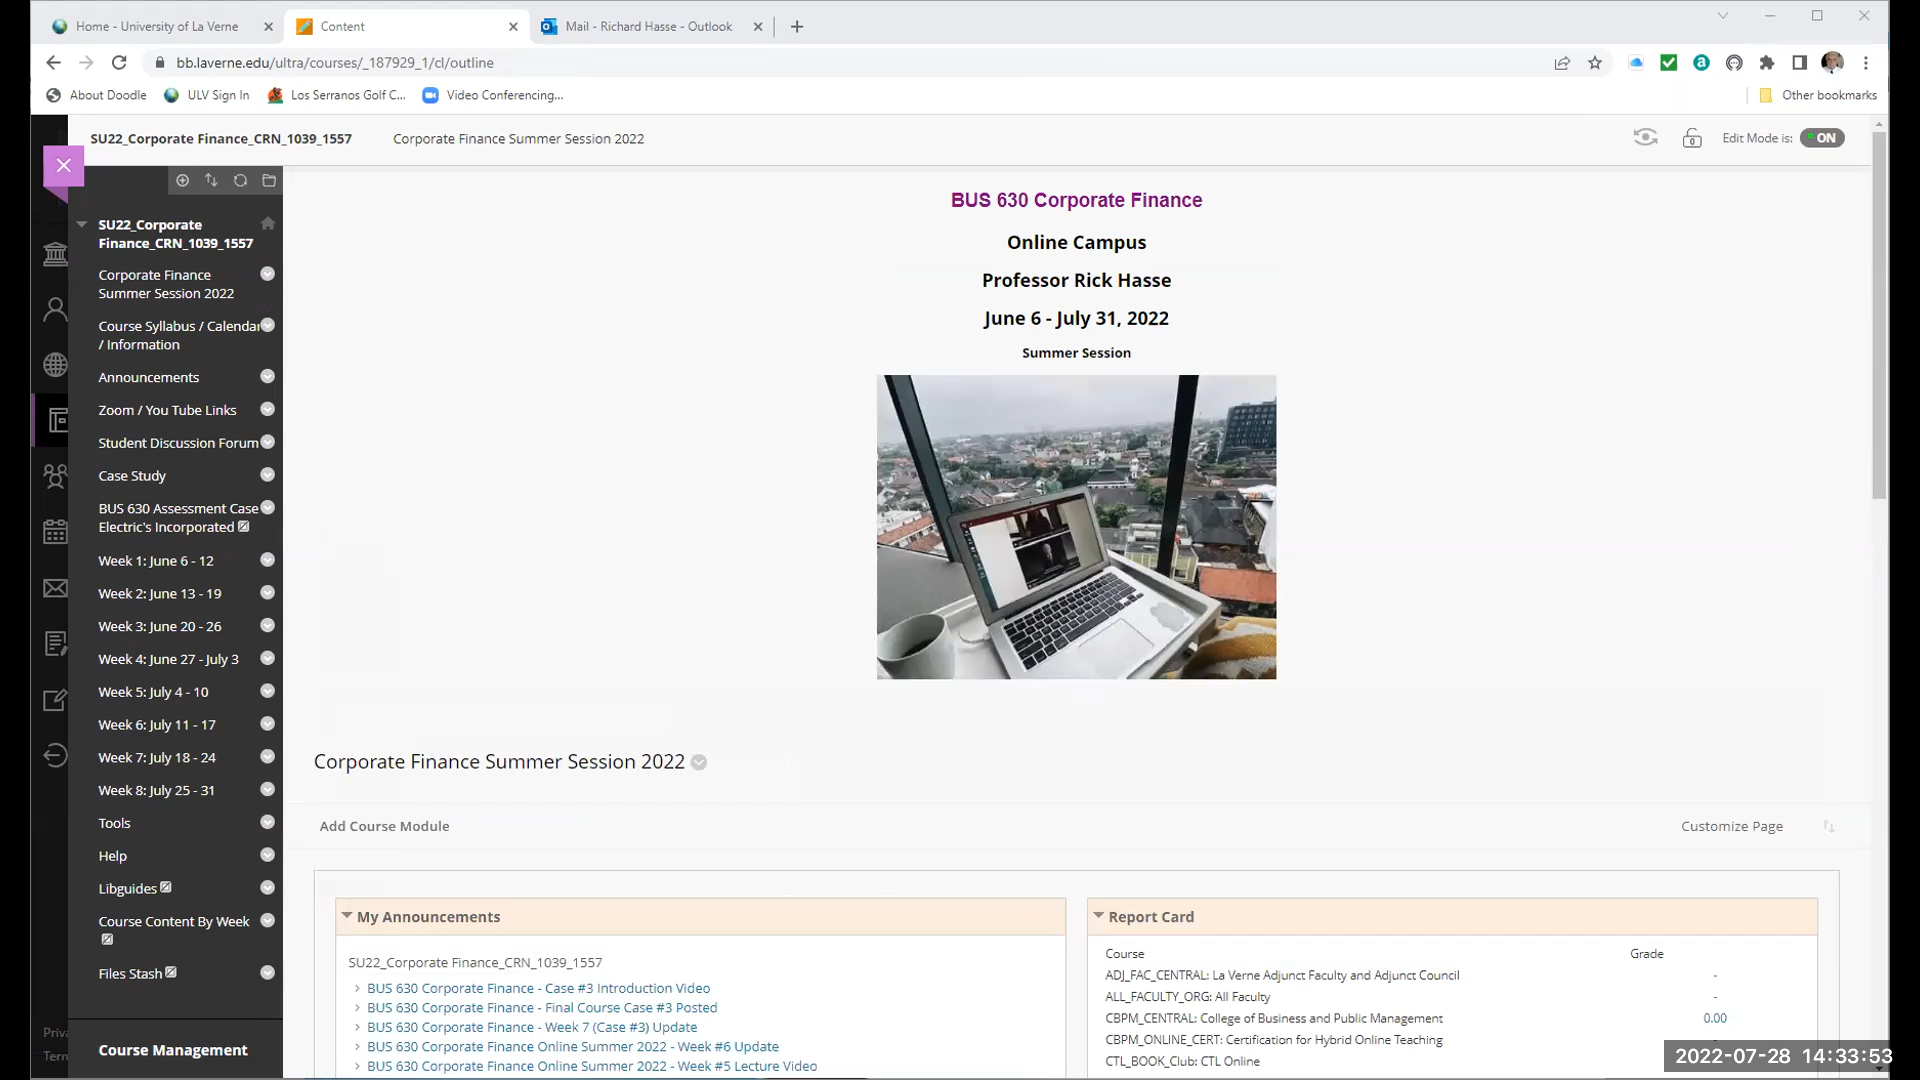 Home - University of La Verne
Content
Mail - Richard Hasse - Outlook
bb.laverne.edu/ultra/courses/_187929_1/cl/outline
About Doodle
ULV Sign In
Los Serranos Golf C...
Video Conferencing...
Other bookmarks
SU22_Corporate Finance_CRN_1039_1557
Corporate Finance Summer Session 2022
Edit Mode is:
ON
SU22_Corporate
Finance_CRN_1039_1557
Corporate Finance
Summer Session 2022
Course Syllabus / Calendar
/ Information
Announcements
Zoom / You Tube Links
Student Discussion Forum
Case Study
BUS 630 Assessment Case
Electric's Incorporated
Week 1: June 6 - 12
Week 2: June 13 - 19
Week 3: June 20 - 26
Week 4: June 27 - July 3
Week 5: July 4 - 10
Week 6: July 11 - 17
Week 7: July 18 - 24
Week 8: July 25 - 31
Tools
Help
Libguides
Course Content By Week
Files Stash
Priva
Term
Course Management
BUS 630 Corporate Finance
Online Campus
Professor Rick Hasse
June 6 - July 31, 2022
Summer Session
Corporate Finance Summer Session 2022
Add Course Module
Customize Page
My Announcements
SU22_Corporate Finance_CRN_1039_1557
BUS 630 Corporate Finance - Case #3 Introduction Video
BUS 630 Corporate Finance - Final Course Case #3 Posted
BUS 630 Corporate Finance - Week 7 (Case #3) Update
BUS 630 Corporate Finance Online Summer 2022 - Week #6 Update
BUS 630 Corporate Finance Online Summer 2022 - Week #5 Lecture Video
Report Card
Course Grade
ADJ_FAC_CENTRAL: La Verne Adjunct Faculty and Adjunct Council -
ALL_FACULTY_ORG: All Faculty -
CBPM_CENTRAL: College of Business and Public Management 0.00
CBPM_ONLINE_CERT: Certification for Hybrid Online Teaching
CTL_BOOK_Club: CTL Online
2022-07-28 14:33:53